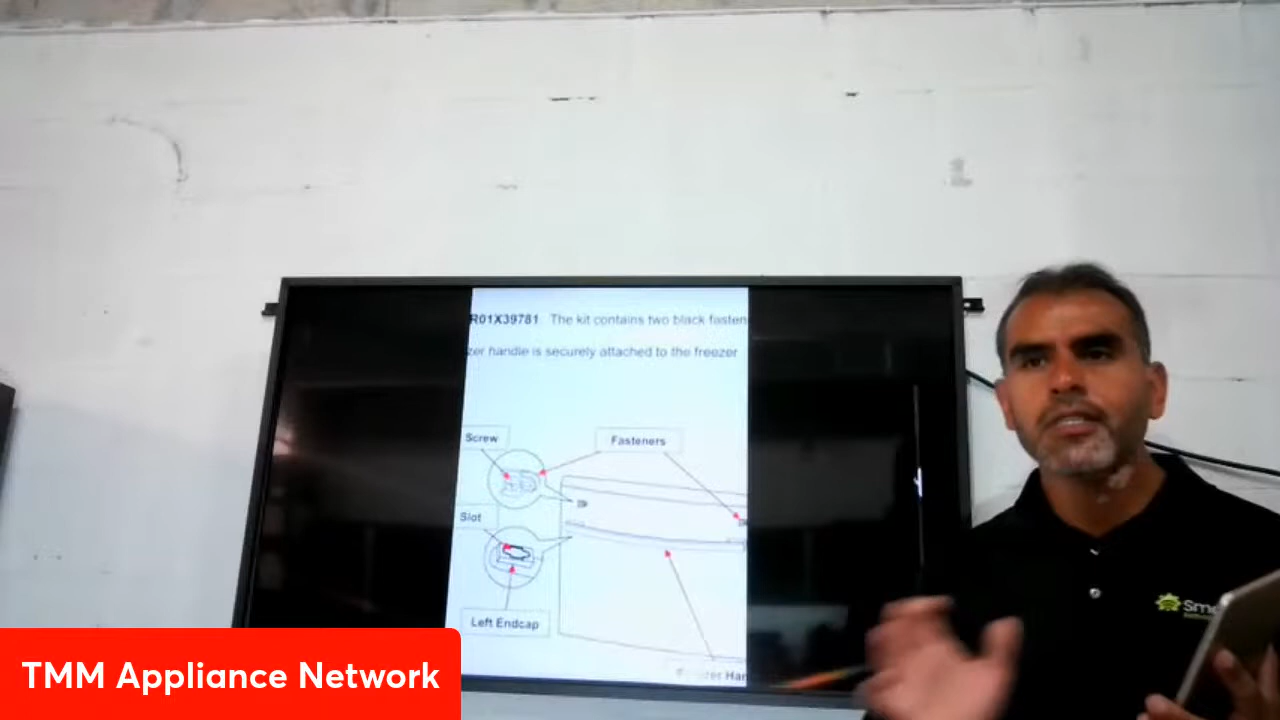 R01X39781 The kit contains two black fasten
zer handle is securely attached to the freezer
Screw
Fasteners
Slot
Left Endcap
Sm
TMM Appliance Network